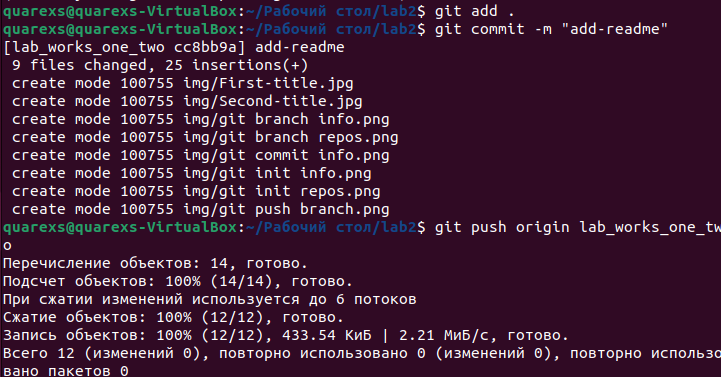 quarexs@quarexs-VirtualBox:~/Рабочий стол/lab2$ git add .
quarexs@quarexs-VirtualBox:~/Рабочий стол/lab2$ git commit -m "add-readme"
[lab_works_one_two cc8bb9a] add-readme
 9 files changed, 25 insertions(+)
 create mode 100755 img/First-title.jpg
 create mode 100755 img/Second-title.jpg
 create mode 100755 img/git branch info.png
 create mode 100755 img/git branch repos.png
 create mode 100755 img/git commit info.png
 create mode 100755 img/git init info.png
 create mode 100755 img/git init repos.png
 create mode 100755 img/git push branch.png
quarexs@quarexs-VirtualBox:~/Рабочий стол/lab2$ git push origin lab_works_one_tw
o
Перечисление объектов: 14, готово.
Подсчет объектов: 100% (14/14), готово.
При сжатии изменений используется до 6 потоков
Сжатие объектов: 100% (12/12), готово.
Запись объектов: 100% (12/12), 433.54 КиБ | 2.21 МиБ/с, готово.
Всего 12 (изменений 0), повторно использовано 0 (изменений 0), повторно использо
вано пакетов 0